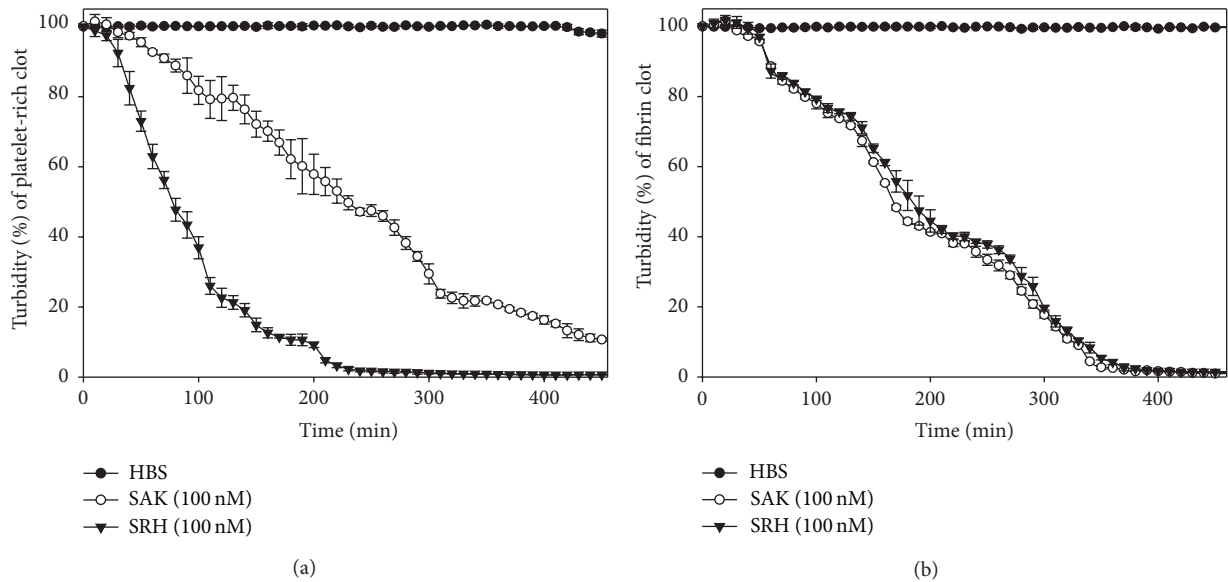 100
80
60
40
20
0
Turbidity (%) of platelet-rich clot
0 100 200 300 400
Time (min)
HBS
SAK (100 nM)
SRH (100 nM)
(a)
100
80
60
40
20
0
Turbidity (%) of fibrin clot
0 100 200 300 400
Time (min)
HBS
SAK (100 nM)
SRH (100 nM)
(b)